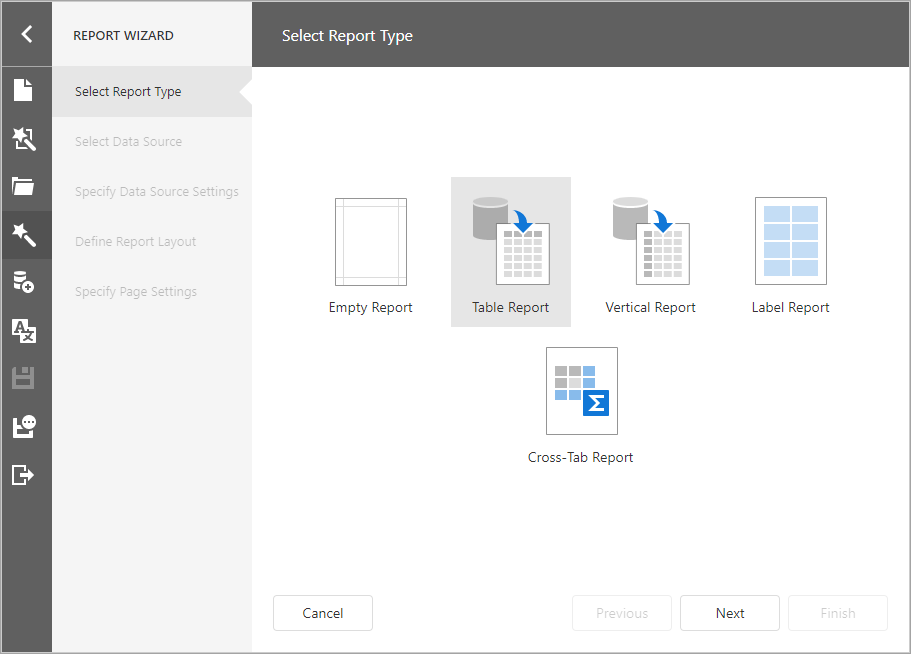 REPORT WIZARD
Select Report Type
Select Report Type
Select Data Source
Specify Data Source Settings
Define Report Layout
Specify Page Settings
Empty Report
Table Report
Vertical Report
Label Report
Cross-Tab Report
Cancel
Previous
Next
Finish